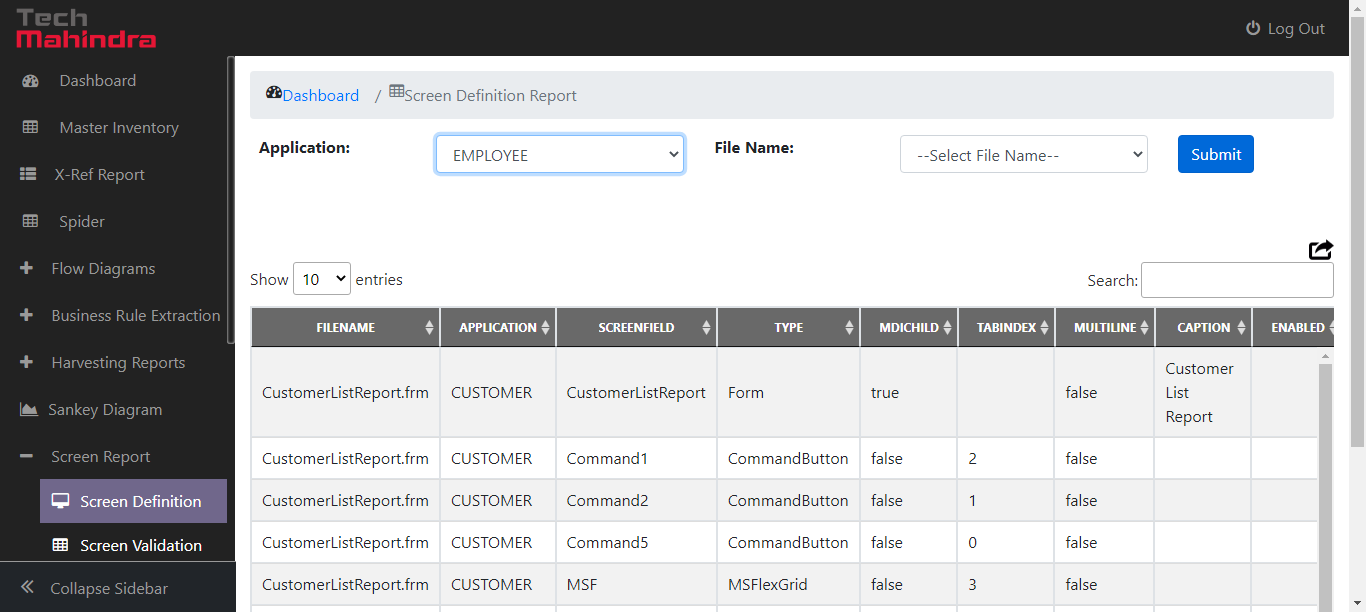 Tech
Mahindra
Log Out
Dashboard
Master Inventory
X-Ref Report
Spider
Flow Diagrams
Business Rule Extraction
Harvesting Reports
Sankey Diagram
Screen Report
Screen Definition
Screen Validation
Collapse Sidebar
Dashboard / Screen Definition Report
Application: EMPLOYEE File Name: --Select File Name-- Submit
Show 10 entries Search:
FILENAME APPLICATION SCREENFIELD TYPE MDICHILD TABINDEX MULTILINE CAPTION ENABLED
CustomerListReport.frm CUSTOMER CustomerListReport Form true false Customer
List
Report
CustomerListReport.frm CUSTOMER Command1 CommandButton false 2 false
CustomerListReport.frm CUSTOMER Command2 CommandButton false 1 false
CustomerListReport.frm CUSTOMER Command5 CommandButton false 0 false
CustomerListReport.frm CUSTOMER MSF MSFlexGrid false 3 false